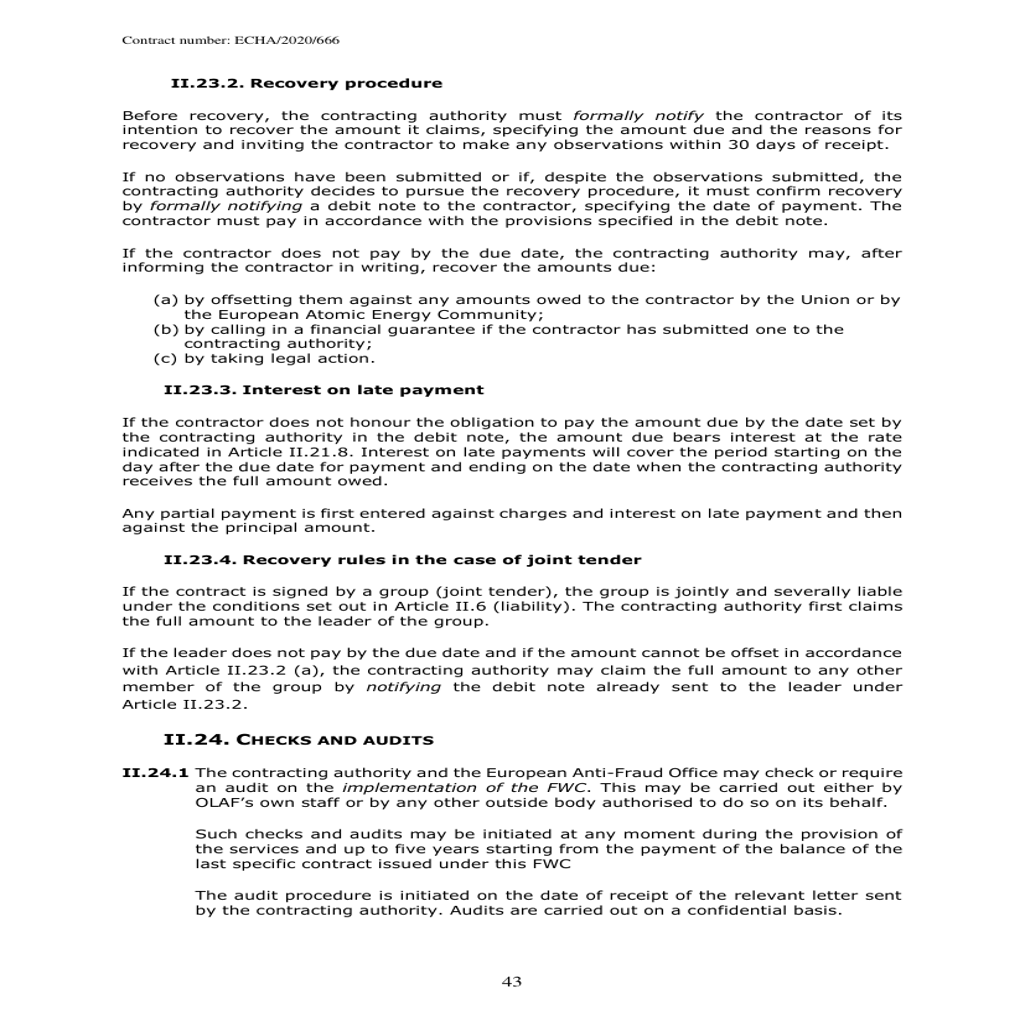 Contract number: ECHA/2020/666
II.23.2. Recovery procedure
Before recovery, the contracting authority must formally notify the contractor of its
intention to recover the amount it claims, specifying the amount due and the reasons for
recovery and inviting the contractor to make any observations within 30 days of receipt.
If no observations have been submitted or if, despite the observations submitted, the
contracting authority decides to pursue the recovery procedure, it must confirm recovery
by formally notifying a debit note to the contractor, specifying the date of payment. The
contractor must pay in accordance with the provisions specified in the debit note.
If the contractor does not pay by the due date, the contracting authority may, after
informing the contractor in writing, recover the amounts due:
(a) by offsetting them against any amounts owed to the contractor by the Union or by
the European Atomic Energy Community;
(b) by calling in a financial guarantee if the contractor has submitted one to the
contracting authority;
(c) by taking legal action.
II.23.3. Interest on late payment
If the contractor does not honour the obligation to pay the amount due by the date set by
the contracting authority in the debit note, the amount due bears interest at the rate
indicated in Article II.21.8. Interest on late payments will cover the period starting on the
day after the due date for payment and ending on the date when the contracting authority
receives the full amount owed.
Any partial payment is first entered against charges and interest on late payment and then
against the principal amount.
II.23.4. Recovery rules in the case of joint tender
If the contract is signed by a group (joint tender), the group is jointly and severally liable
under the conditions set out in Article II.6 (liability). The contracting authority first claims
the full amount to the leader of the group.
If the leader does not pay by the due date and if the amount cannot be offset in accordance
with Article II.23.2 (a), the contracting authority may claim the full amount to any other
member of the group by notifying the debit note already sent to the leader under
Article II.23.2.
II.24. CHECKS AND AUDITS
II.24.1 The contracting authority and the European Anti-Fraud Office may check or require
an audit on the implementation of the FWC. This may be carried out either by
OLAF’s own staff or by any other outside body authorised to do so on its behalf.
Such checks and audits may be initiated at any moment during the provision of
the services and up to five years starting from the payment of the balance of the
last specific contract issued under this FWC
The audit procedure is initiated on the date of receipt of the relevant letter sent
by the contracting authority. Audits are carried out on a confidential basis.
43